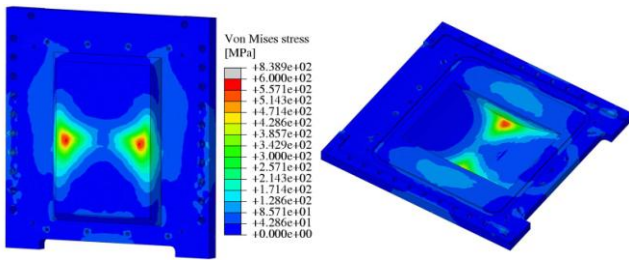 Von Mises stress
[MPa]
+8.389e+02
+6.000e+02
+5.571e+02
+5.143e+02
+4.714e+02
+4.286e+02
+3.857e+02
+3.429e+02
+3.000e+02
+2.571e+02
+2.143e+02
+1.714e+02
+1.286e+02
+8.571e+01
+4.286e+01
+0.000e+00